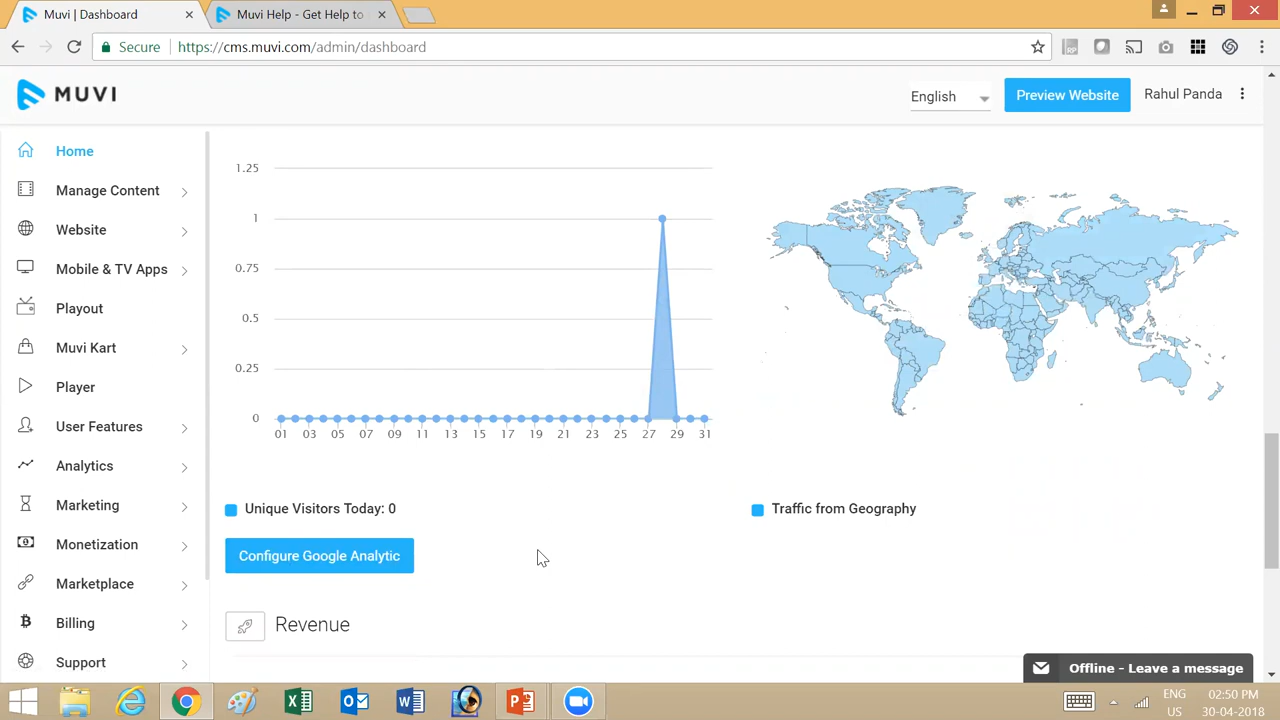 Muvi | Dashboard
Muvi Help - Get Help to
Secure
https://cms.muvi.com/admin/dashboard
RP
MUVI
English
Preview Website
Rahul Panda
Home
Manage Content
Website
Mobile & TV Apps
Playout
Muvi Kart
Player
User Features
Analytics
Marketing
Monetization
Marketplace
Billing
Support
1.25
1
0.75
0.5
0.25
0
01 03 05 07 09 11 13 15 17 19 21 23 25 27 29 31
Unique Visitors Today: 0
Traffic from Geography
Configure Google Analytic
Revenue
Offline - Leave a message
ENG
US
02:50 PM
30-04-2018